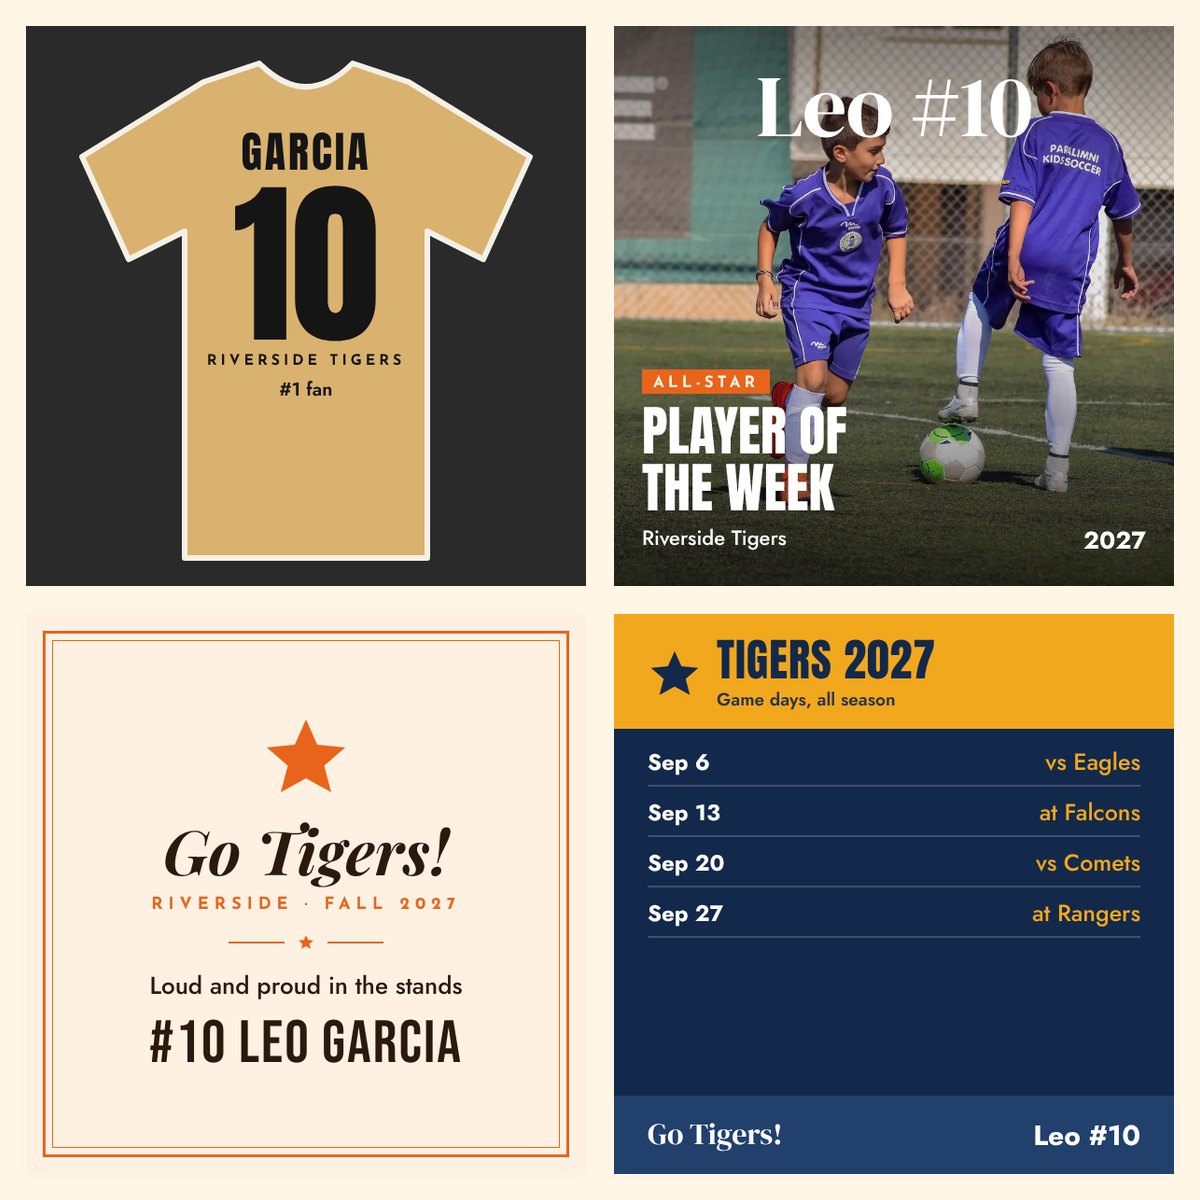 GARCIA
10
RIVERSIDE TIGERS
#1 fan
Leo #10
PARALIMNI
KIDSSOCCER
ALL-STAR
PLAYER OF
THE WEEK
Riverside Tigers
2027
Go Tigers!
RIVERSIDE · FALL 2027
Loud and proud in the stands
#10 LEO GARCIA
TIGERS 2027
Game days, all season
Sep 6 vs Eagles
Sep 13 at Falcons
Sep 20 vs Comets
Sep 27 at Rangers
Go Tigers! Leo #10